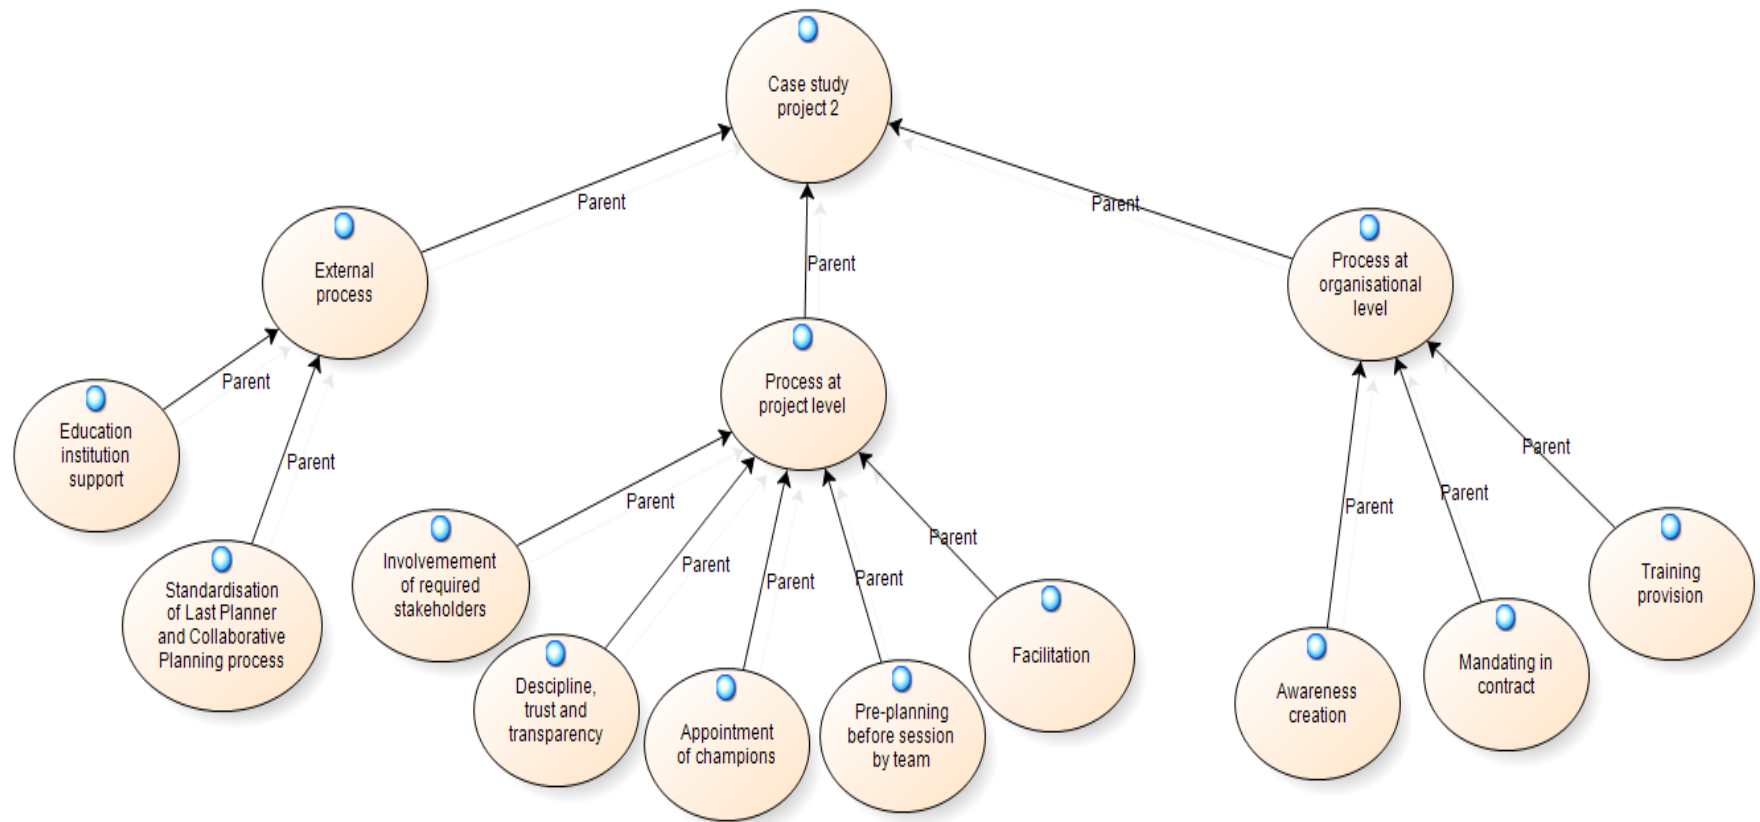 Case study
project 2
Parent
Parent
Parent
External
process
Process at
organisational
level
Process at
project level
Parent
Parent
Education
institution
support
Standardisation
of Last Planner
and Collaborative
Planning process
Parent
Parent
Parent
Parent
Parent
Involvemement
of required
stakeholders
Descipline,
trust and
transparency
Appointment
of champions
Pre-planning
before session
by team
Facilitation
Parent
Parent
Parent
Awareness
creation
Mandating in
contract
Training
provision